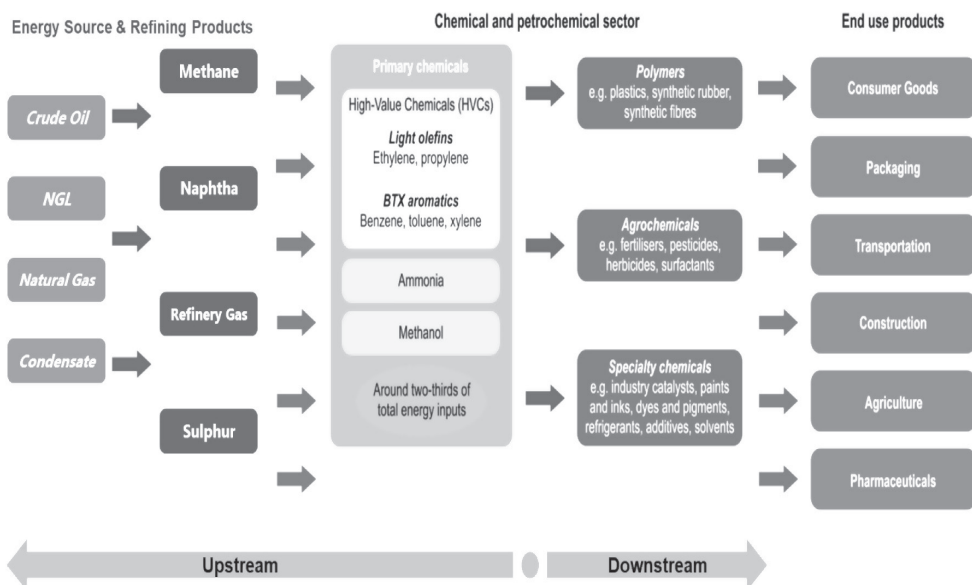 Energy Source & Refining Products
Crude Oil
NGL
Natural Gas
Condensate
Methane
Naphtha
Refinery Gas
Sulphur
Chemical and petrochemical sector
Primary chemicals
High-Value Chemicals (HVCs)
Light olefins
Ethylene, propylene
BTX aromatics
Benzene, toluene, xylene
Ammonia
Methanol
Around two-thirds of
total energy inputs
Polymers
e.g. plastics, synthetic rubber,
synthetic fibres
Agrochemicals
e.g. fertilisers, pesticides,
herbicides, surfactants
Specialty chemicals
e.g. industry catalysts, paints
and inks, dyes and pigments,
refrigerants, additives, solvents
End use products
Consumer Goods
Packaging
Transportation
Construction
Agriculture
Pharmaceuticals
Upstream
Downstream